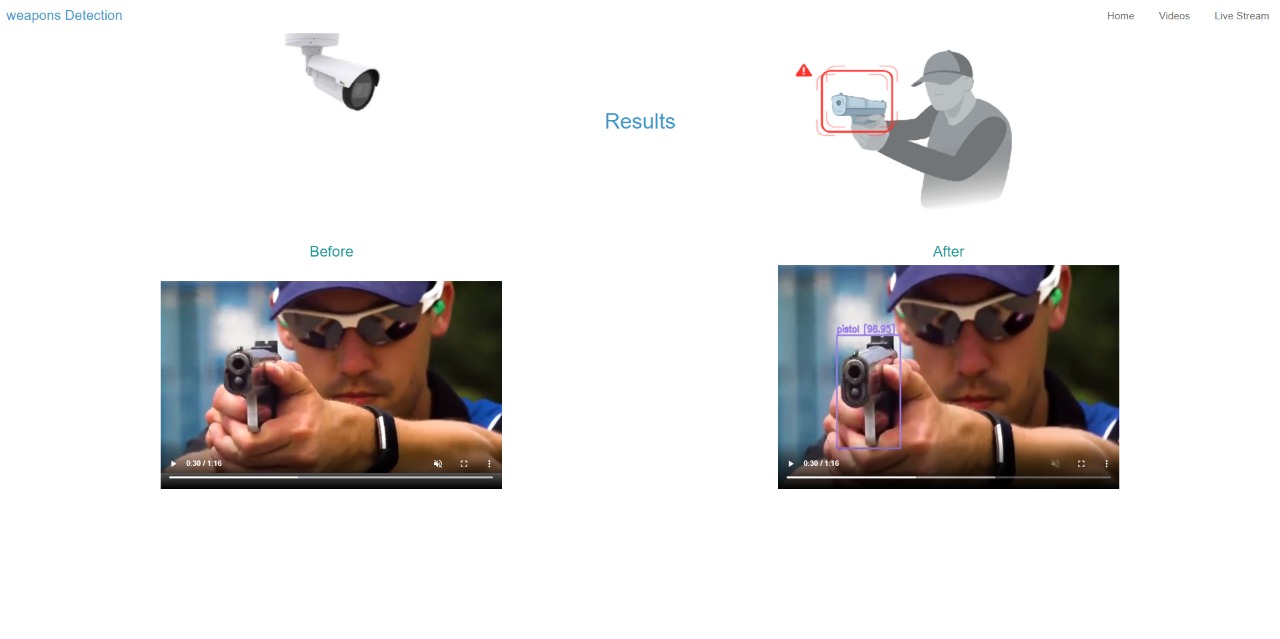 weapons Detection
Home Videos Live Stream
Results
Before
After
pistol [98.95]
0:30 / 1:16
0:30 / 1:16